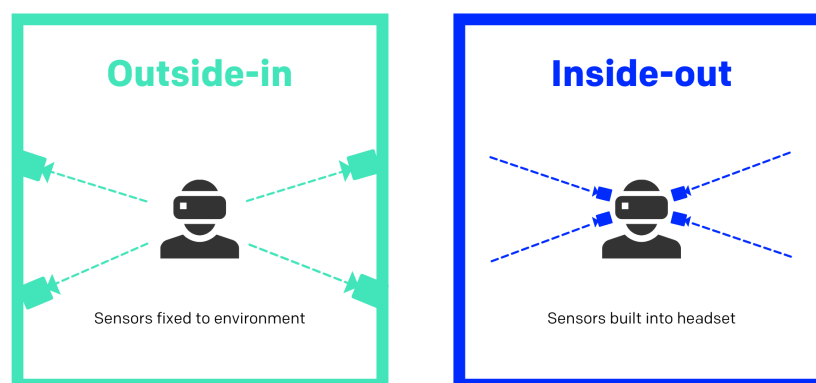 Outside-in
Sensors fixed to environment
Inside-out
Sensors built into headset